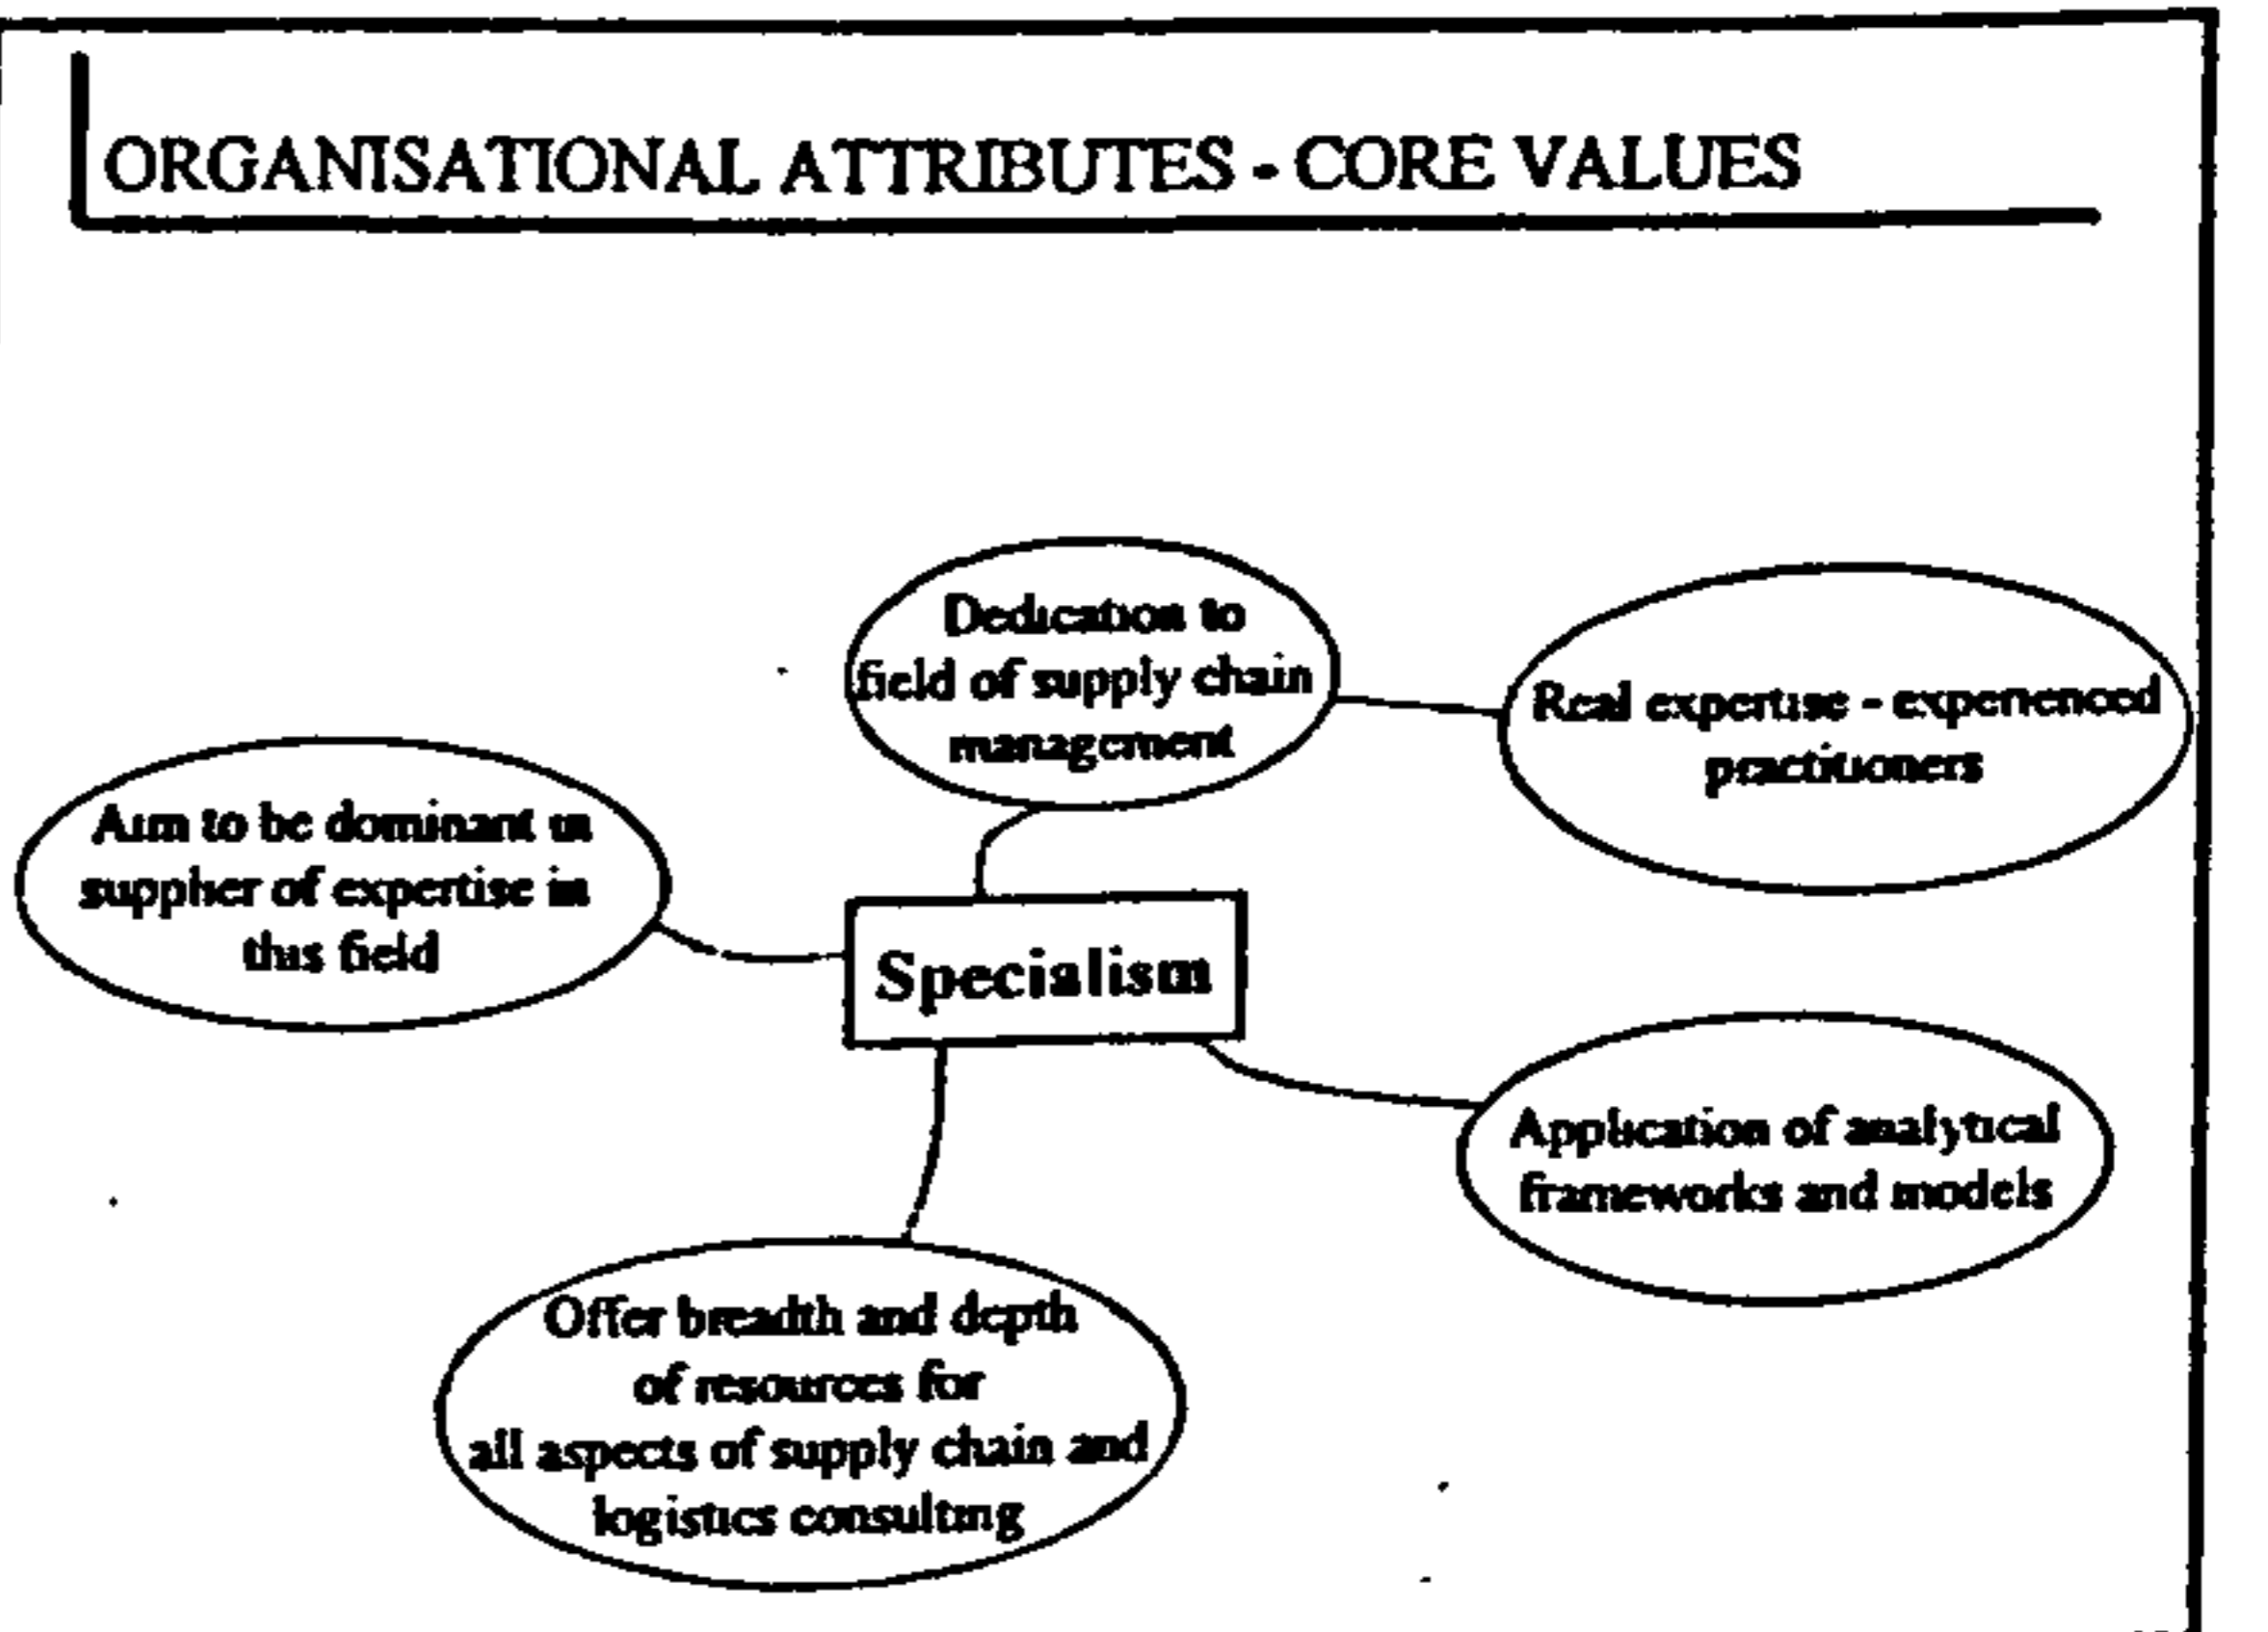 ORGANISATIONAL ATTRIBUTES - CORE VALUES
Dedication to
field of supply chain
management
Real expertise - experienced
practitioners
Aim to be dominant in
supplier of expertise in
this field
Specialism
Application of analytical
frameworks and models
Offer breadth and depth
of resources for
all aspects of supply chain and
logistics consulting